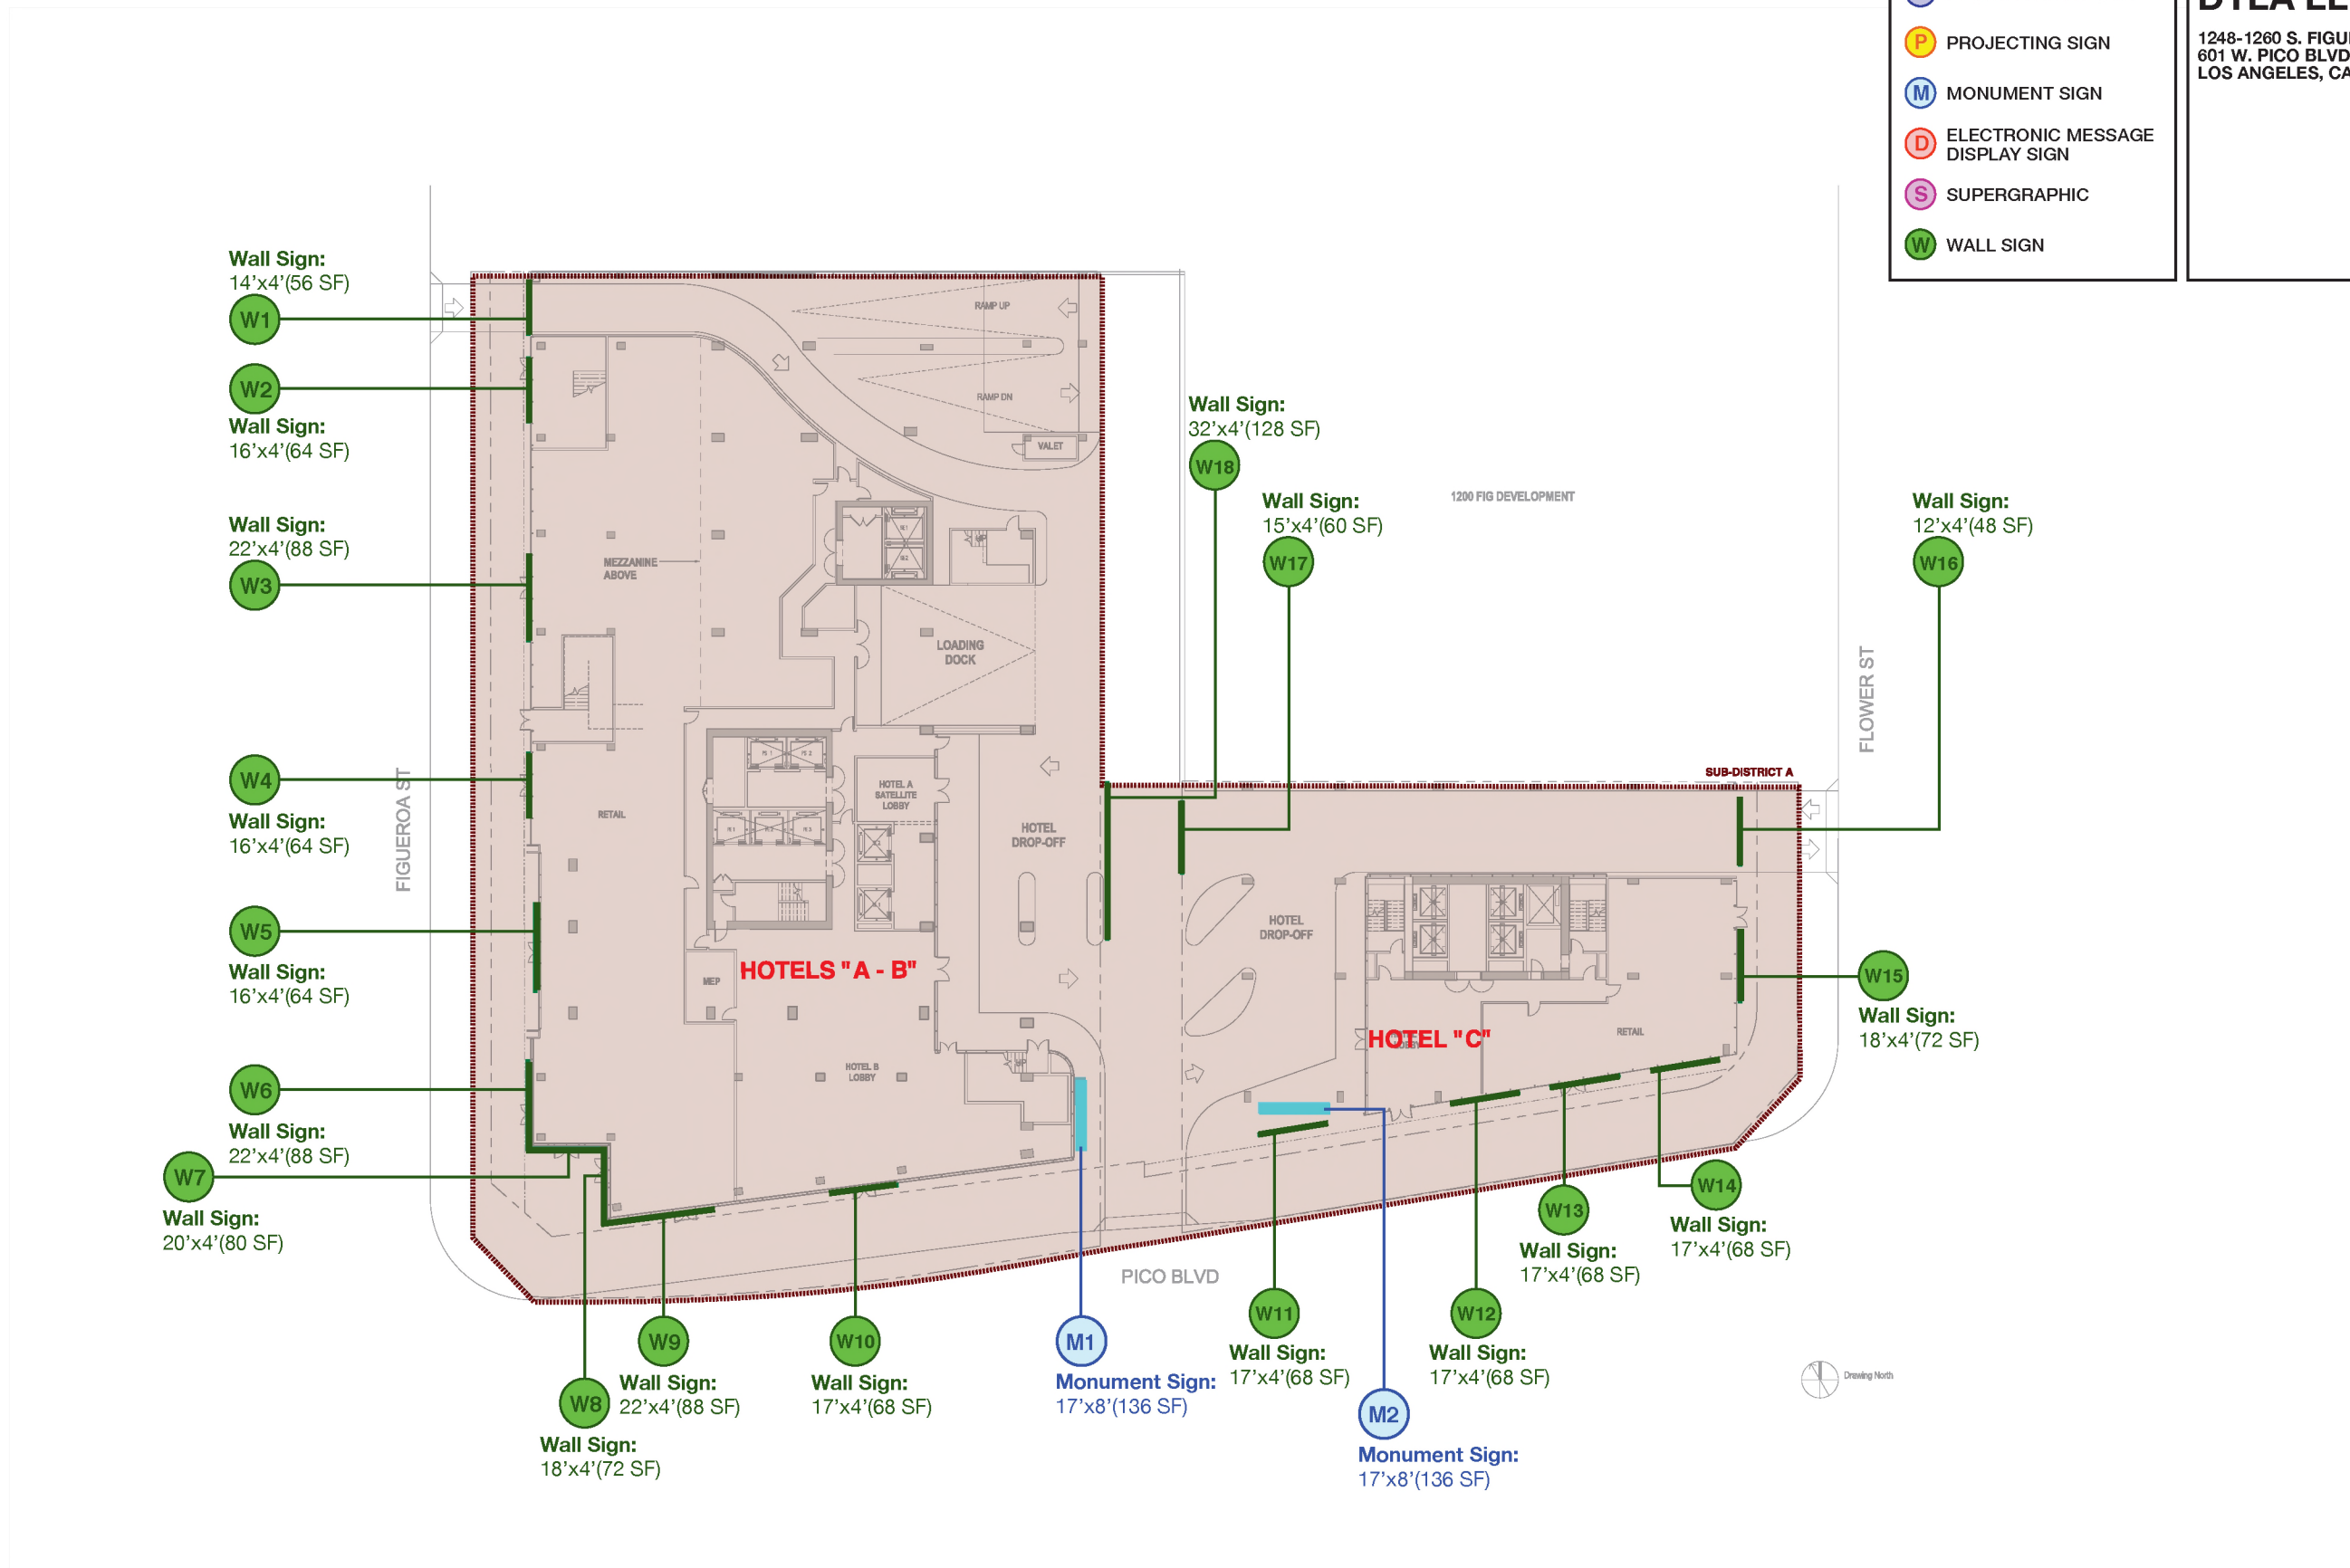 P PROJECTING SIGN
M MONUMENT SIGN
D ELECTRONIC MESSAGE
DISPLAY SIGN
S SUPERGRAPHIC
W WALL SIGN
1248-1260 S. FIGU
601 W. PICO BLVD
LOS ANGELES, CA
Wall Sign:
14'x4'(56 SF)
W1
W2
Wall Sign:
16'x4'(64 SF)
Wall Sign:
22'x4'(88 SF)
W3
W4
Wall Sign:
16'x4'(64 SF)
W5
Wall Sign:
16'x4'(64 SF)
W6
Wall Sign:
22'x4'(88 SF)
W7
Wall Sign:
20'x4'(80 SF)
W8
Wall Sign:
18'x4'(72 SF)
W9
Wall Sign:
22'x4'(88 SF)
W10
Wall Sign:
17'x4'(68 SF)
M1
Monument Sign:
17'x8'(136 SF)
W11
Wall Sign:
17'x4'(68 SF)
M2
Monument Sign:
17'x8'(136 SF)
W12
Wall Sign:
17'x4'(68 SF)
W13
Wall Sign:
17'x4'(68 SF)
W14
Wall Sign:
17'x4'(68 SF)
W15
Wall Sign:
18'x4'(72 SF)
Wall Sign:
12'x4'(48 SF)
W16
Wall Sign:
15'x4'(60 SF)
W17
Wall Sign:
32'x4'(128 SF)
W18
RAMP UP
RAMP DN
VALET
MEZZANINE
ABOVE
LOADING
DOCK
RETAIL
HOTEL A
SATELLITE
LOBBY
HOTEL
DROP-OFF
MEP
HOTELS "A - B"
HOTEL B
LOBBY
HOTEL
DROP-OFF
HOTEL "C"
LOBBY
RETAIL
1200 FIG DEVELOPMENT
SUB-DISTRICT A
FIGUEROA ST
FLOWER ST
PICO BLVD
Drawing North